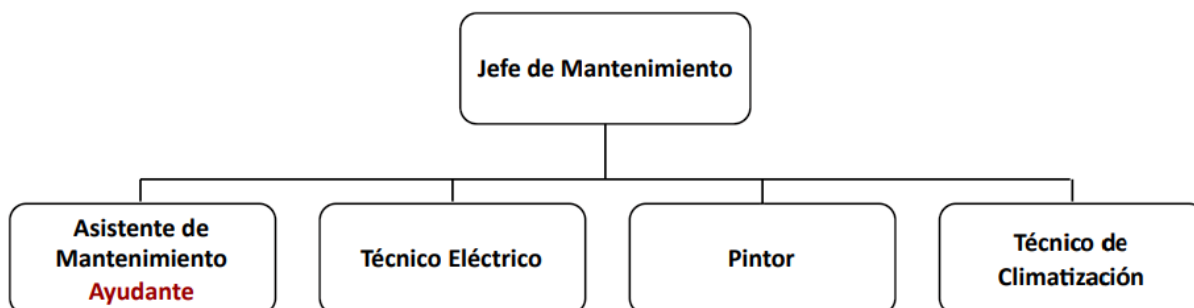 Jefe de Mantenimiento
Asistente de
Mantenimiento
Ayudante
Técnico Eléctrico
Pintor
Técnico de
Climatización